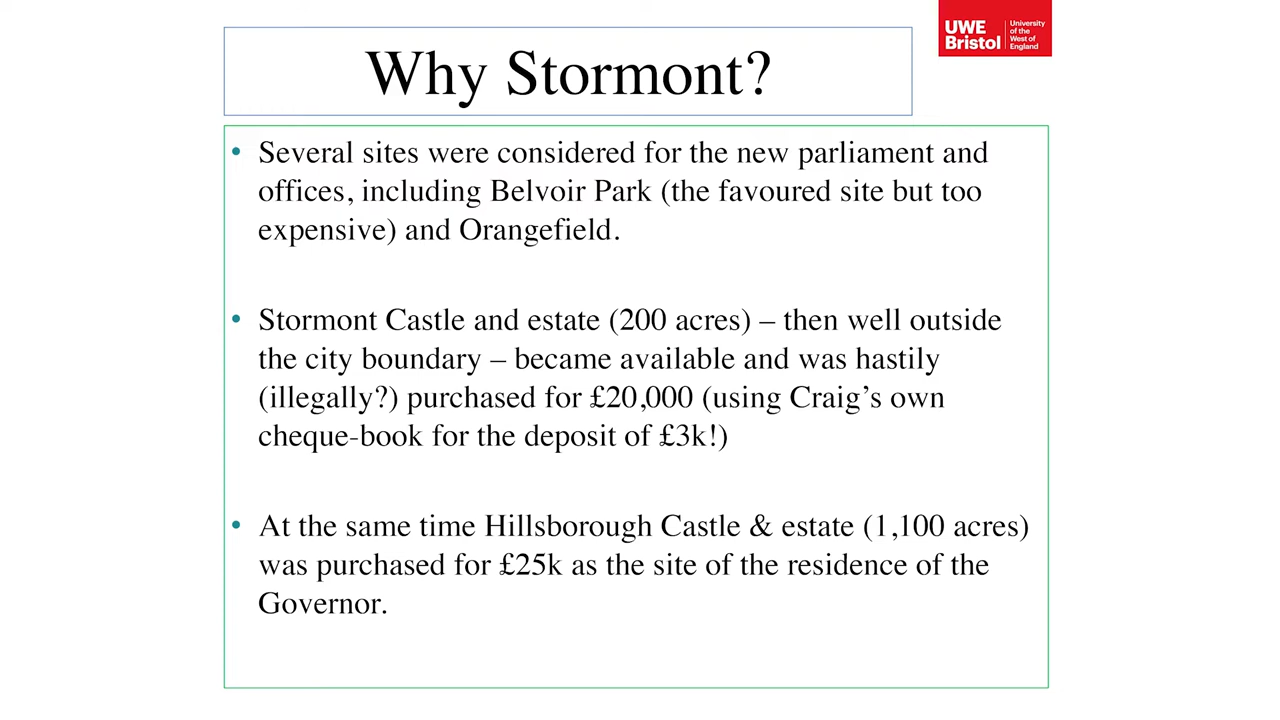 UWE
Bristol
University
of the
West of
England
Why Stormont?
• Several sites were considered for the new parliament and
offices, including Belvoir Park (the favoured site but too
expensive) and Orangefield.
• Stormont Castle and estate (200 acres) – then well outside
the city boundary – became available and was hastily
(illegally?) purchased for £20,000 (using Craig’s own
cheque-book for the deposit of £3k!)
• At the same time Hillsborough Castle & estate (1,100 acres)
was purchased for £25k as the site of the residence of the
Governor.